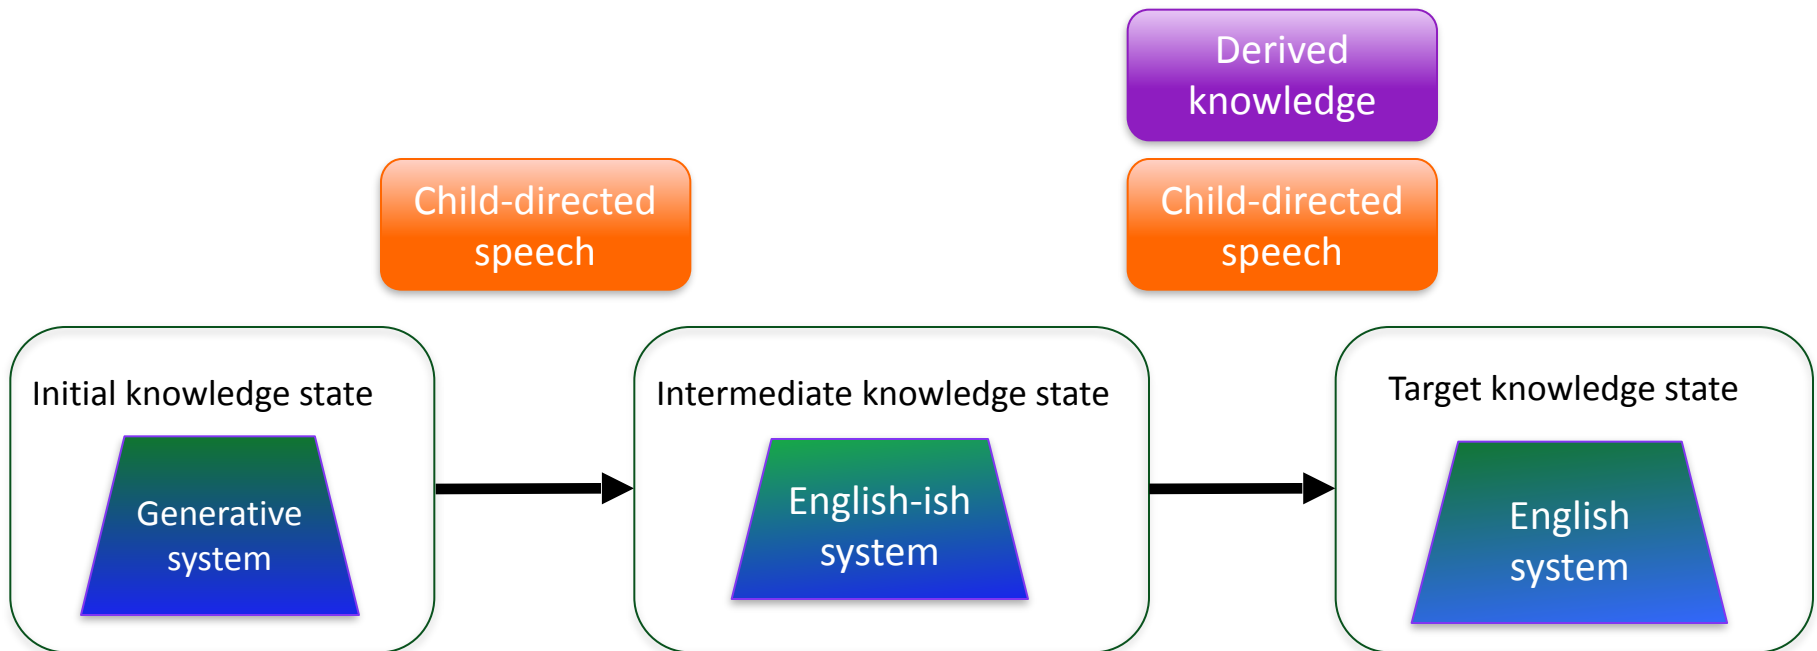 Derived
knowledge
Child-directed
speech
Child-directed
speech
Initial knowledge state
Generative
system
Intermediate knowledge state
English-ish
system
Target knowledge state
English
system